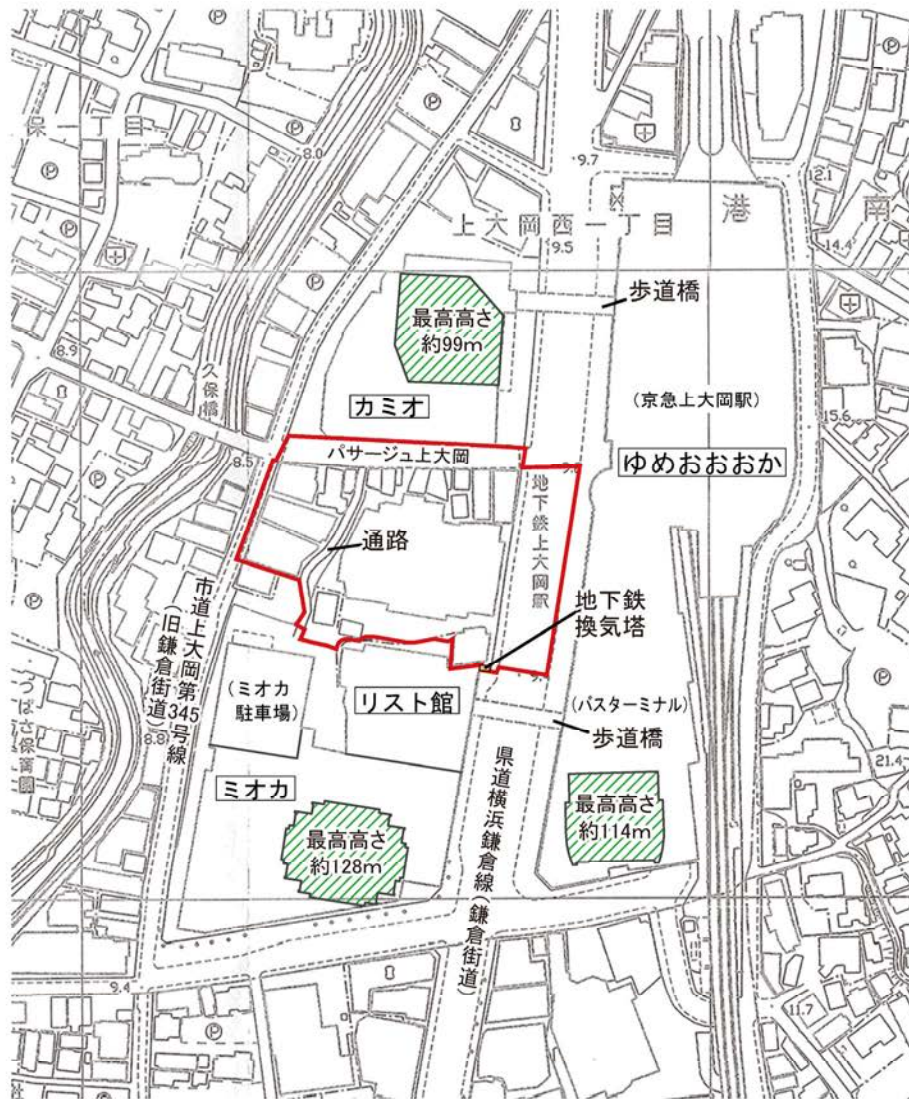 保一丁目
8.0
9.7
12.1
上大岡西一丁目
港南
9.5
14.4
歩道橋
最高高さ
約99m
8.9
久保橋
カミオ
(京急上大岡駅)
15.6
パサージュ上大岡
ゆめおおおか
8.5
地下鉄上大岡駅
通路
地下鉄
換気塔
市道上大岡第345号線
(旧鎌倉街道)
(ミオカ
駐車場)
リスト館
(バスターミナル)
歩道橋
8.8
つばさ保育園
21.4
ミオカ
最高高さ
約114m
最高高さ
約128m
県道横浜鎌倉線(鎌倉街道)
9.4
11.7